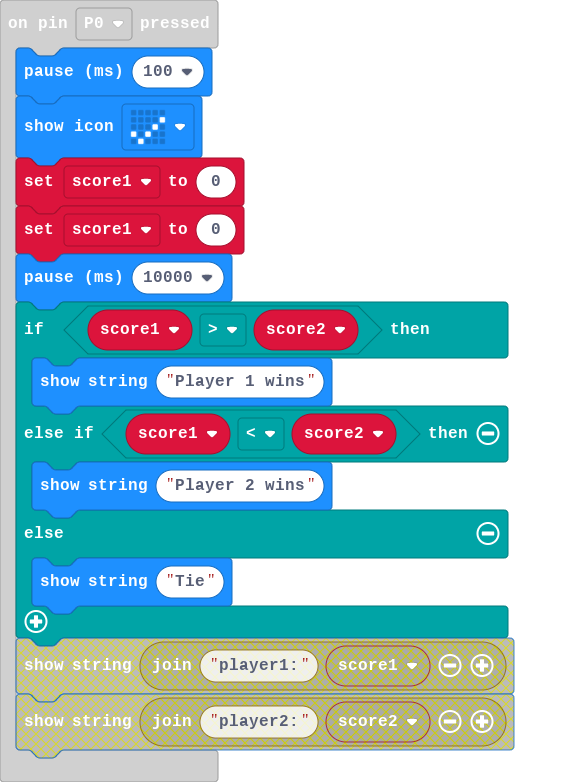 on pin P0 pressed
pause (ms) 100
show icon
set score1 to 0
set score1 to 0
pause (ms) 10000
if score1 > score2 then
show string "Player 1 wins"
else if score1 < score2 then
show string "Player 2 wins"
else
show string "Tie"
show string join "player1:" score1
show string join "player2:" score2